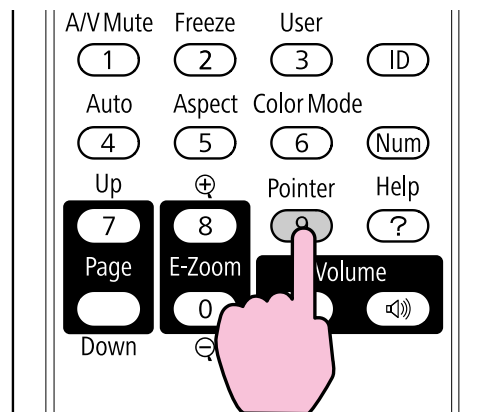 A/V Mute Freeze User
1 2 3 ID
Auto Aspect Color Mode
4 5 6 Num
Up Pointer Help
7 8 9 ?
Page E-Zoom Volume
0
Down